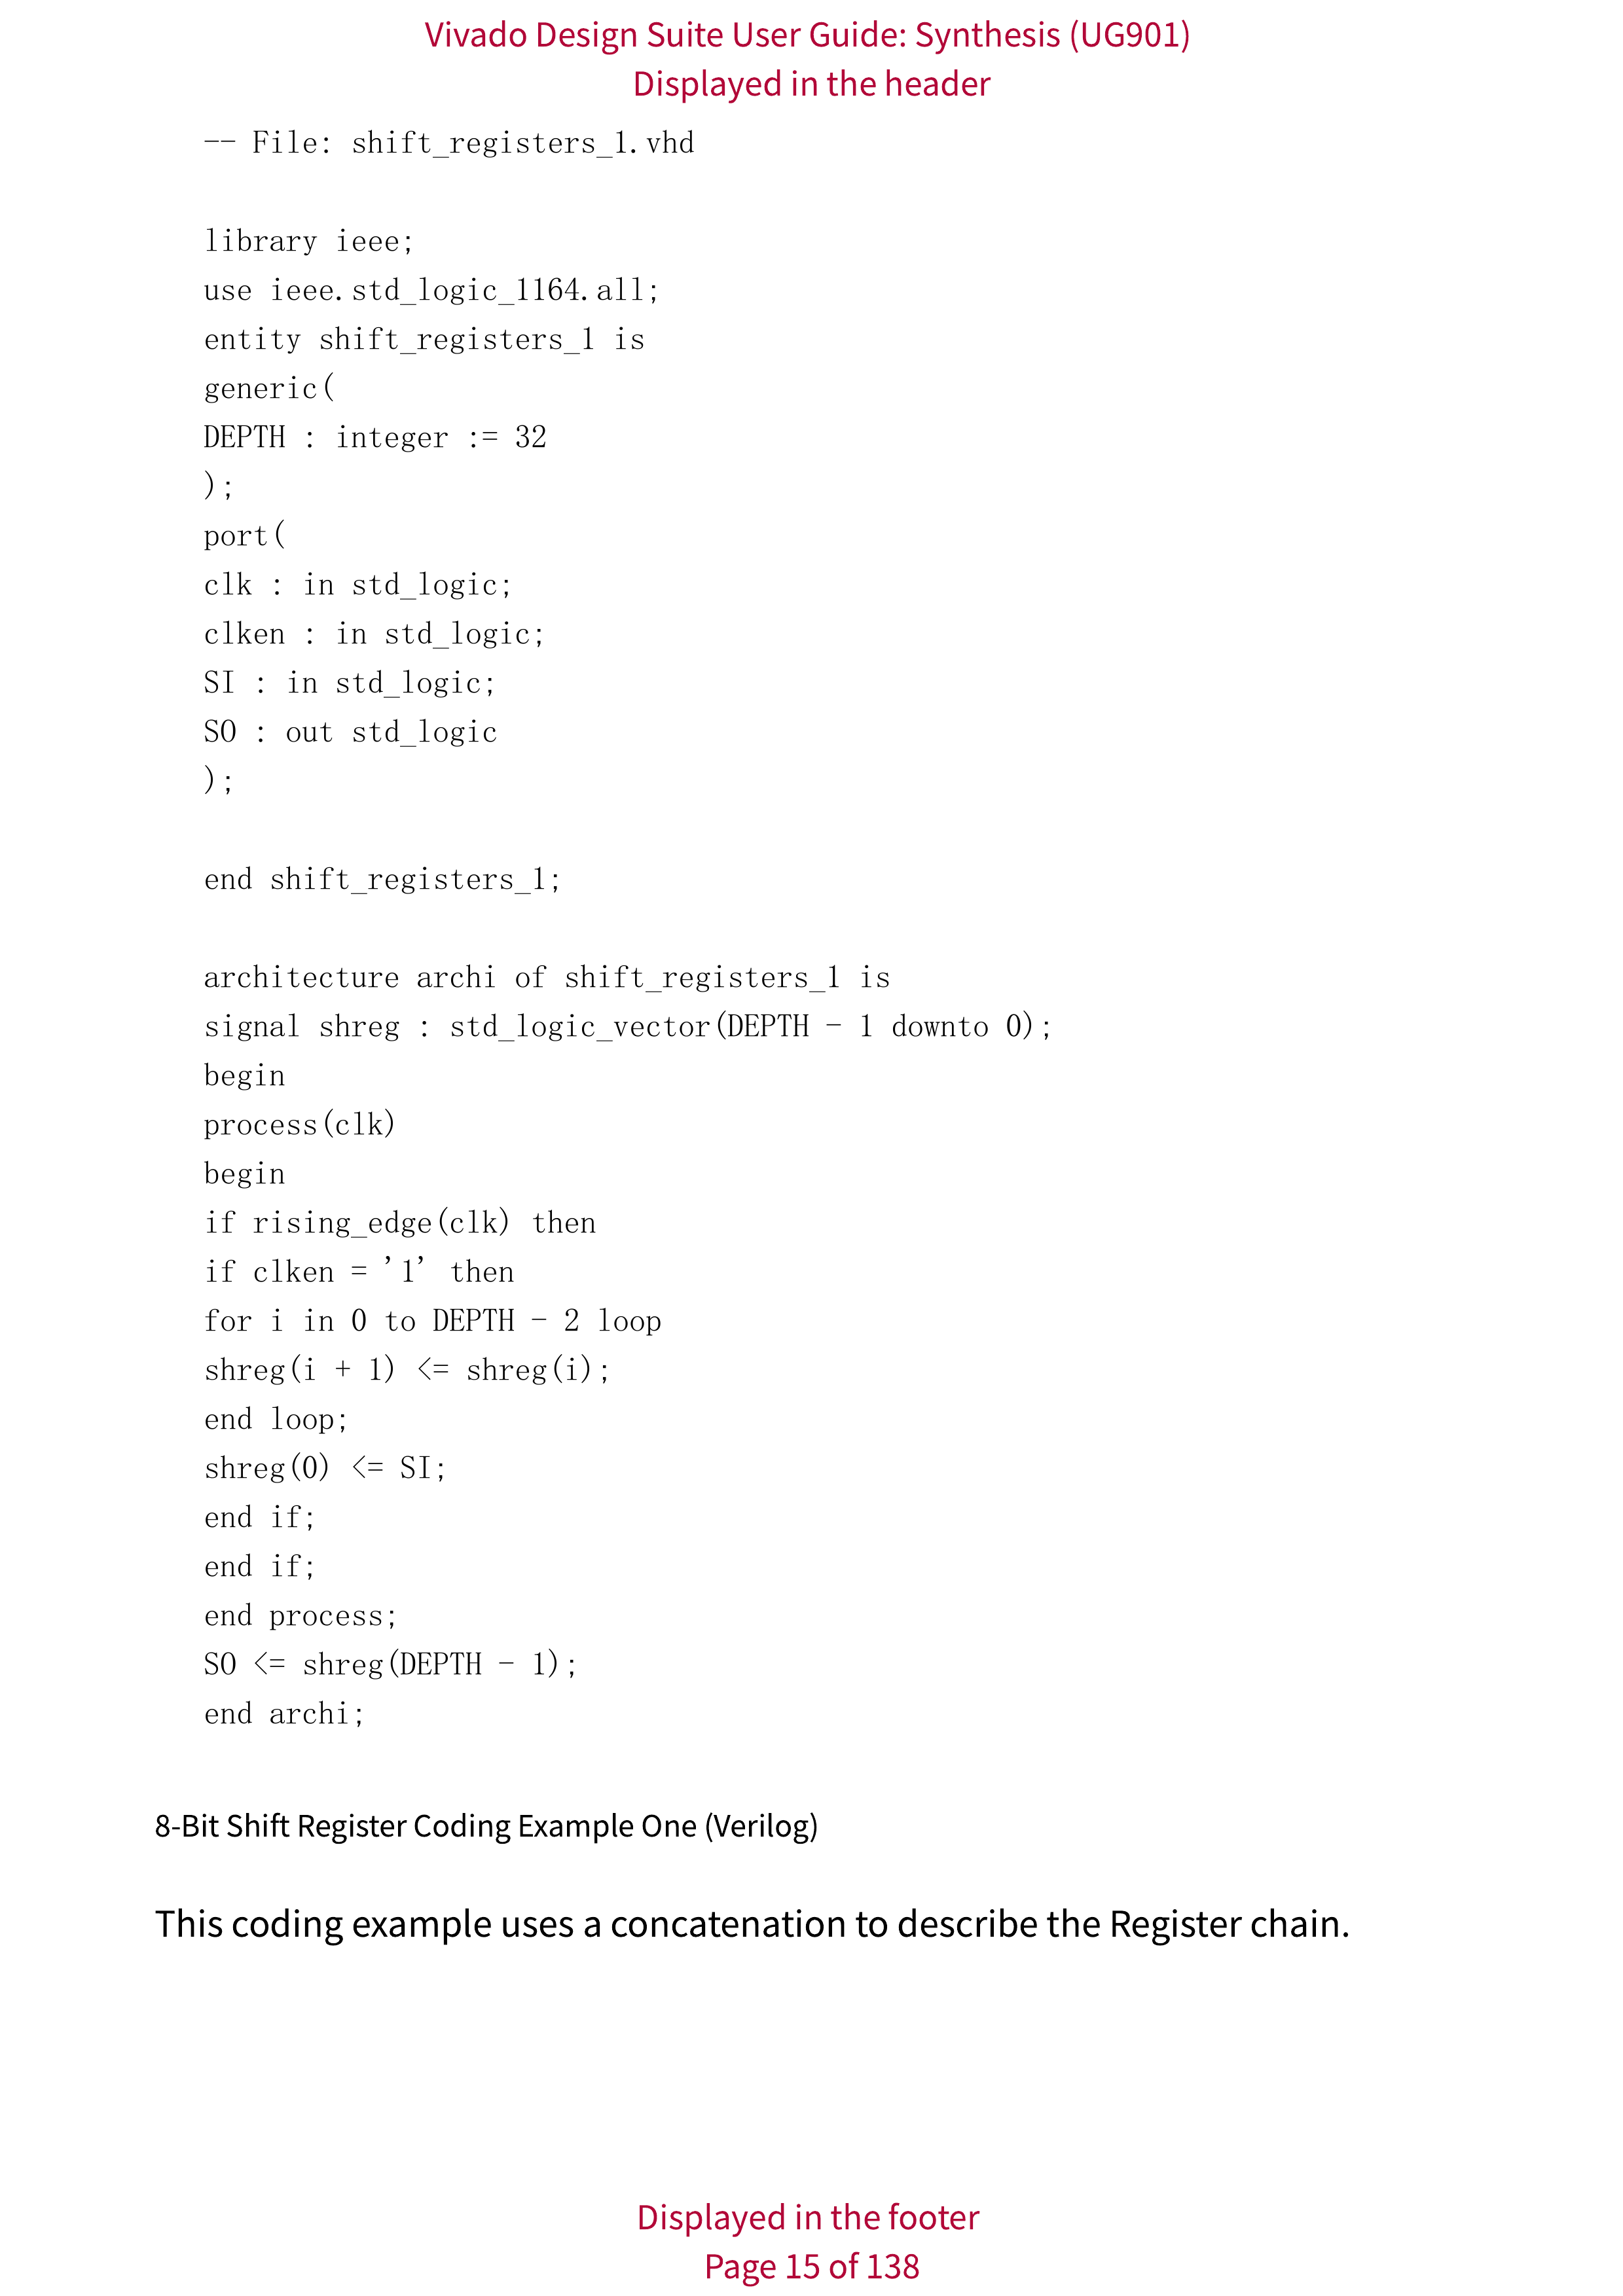 Vivado Design Suite User Guide: Synthesis (UG901)
Displayed in the header
-- File: shift_registers_1.vhd
library ieee;
use ieee.std_logic_1164.all;
entity shift_registers_1 is
generic(
DEPTH : integer := 32
);
port(
clk : in std_logic;
clken : in std_logic;
SI : in std_logic;
SO : out std_logic
);
end shift_registers_1;
architecture archi of shift_registers_1 is
signal shreg : std_logic_vector(DEPTH - 1 downto 0);
begin
process(clk)
begin
if rising_edge(clk) then
if clken = '1' then
for i in 0 to DEPTH - 2 loop
shreg(i + 1) <= shreg(i);
end loop;
shreg(0) <= SI;
end if;
end if;
end process;
SO <= shreg(DEPTH - 1);
end archi;
8-Bit Shift Register Coding Example One (Verilog)
This coding example uses a concatenation to describe the Register chain.
Displayed in the footer
Page 15 of 138